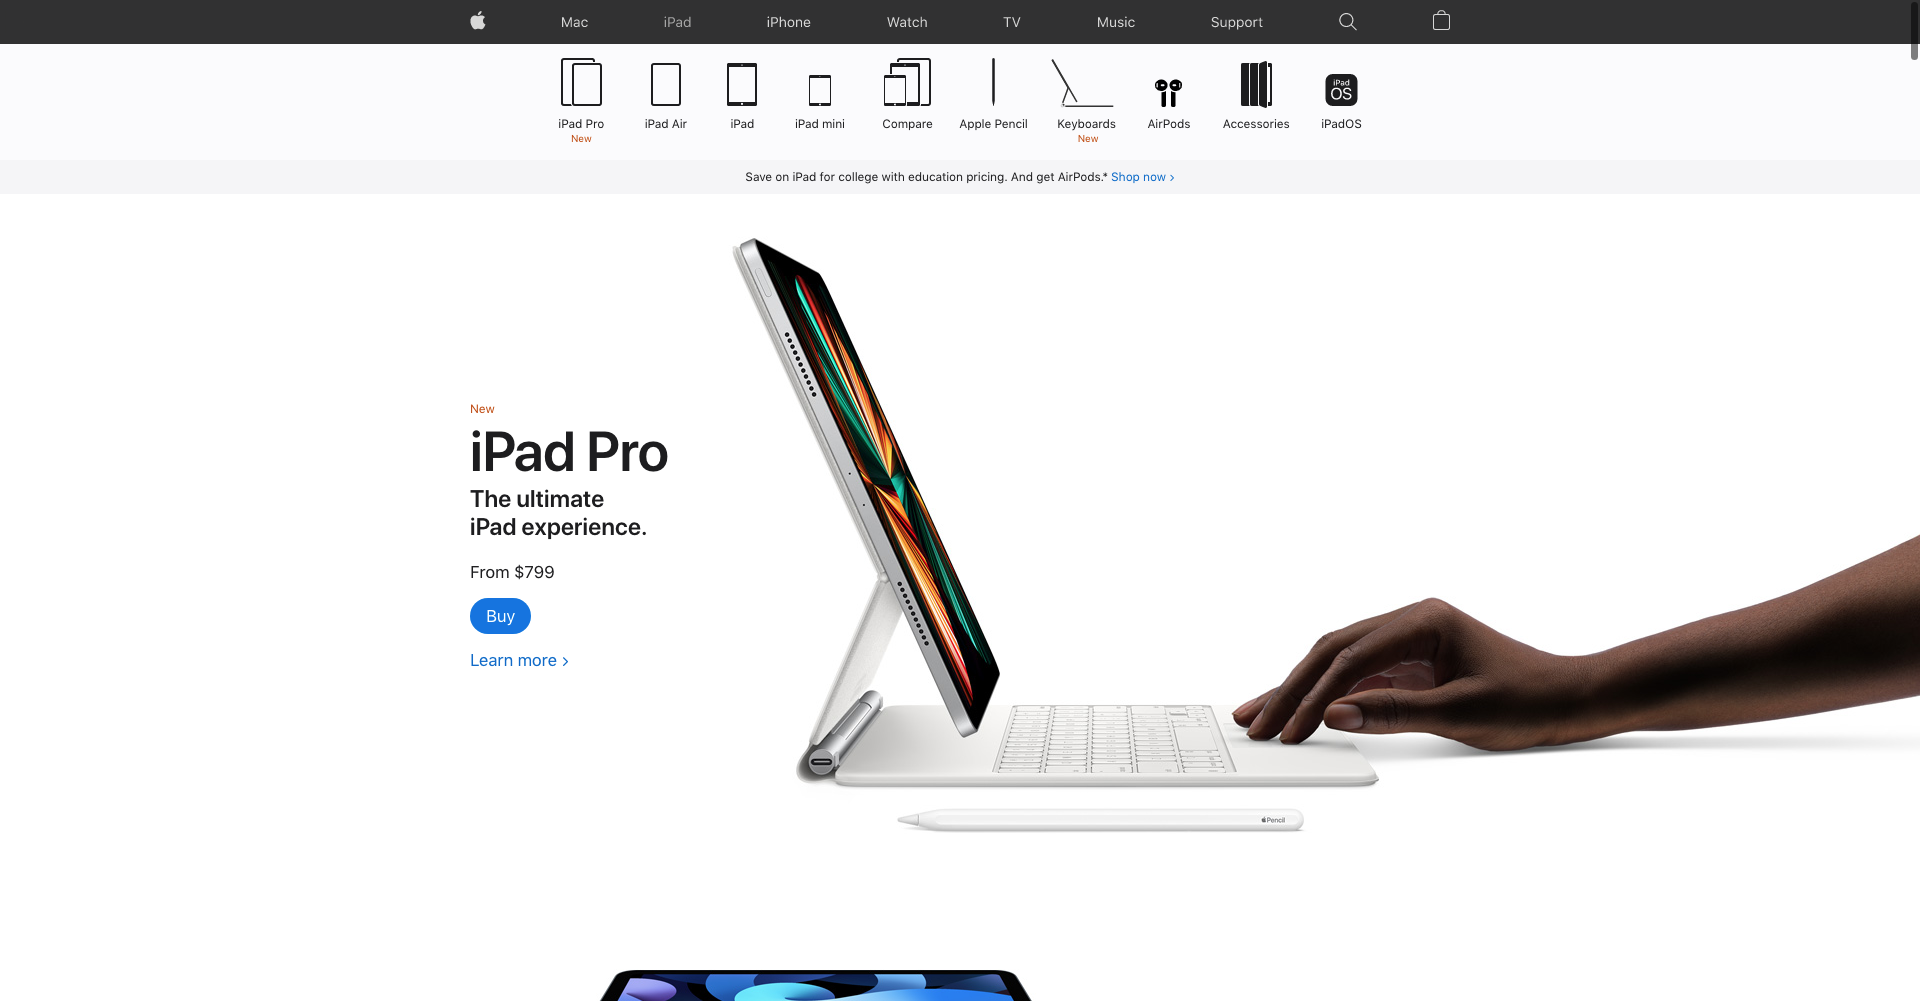 Mac iPad iPhone Watch TV Music Support
iPad Pro iPad Air iPad iPad mini Compare Apple Pencil Keyboards AirPods Accessories iPad OS iPadOS
New New
Save on iPad for college with education pricing. And get AirPods.* Shop now >
New
iPad Pro
The ultimate
iPad experience.
From $799
Buy
Learn more >
Pencil